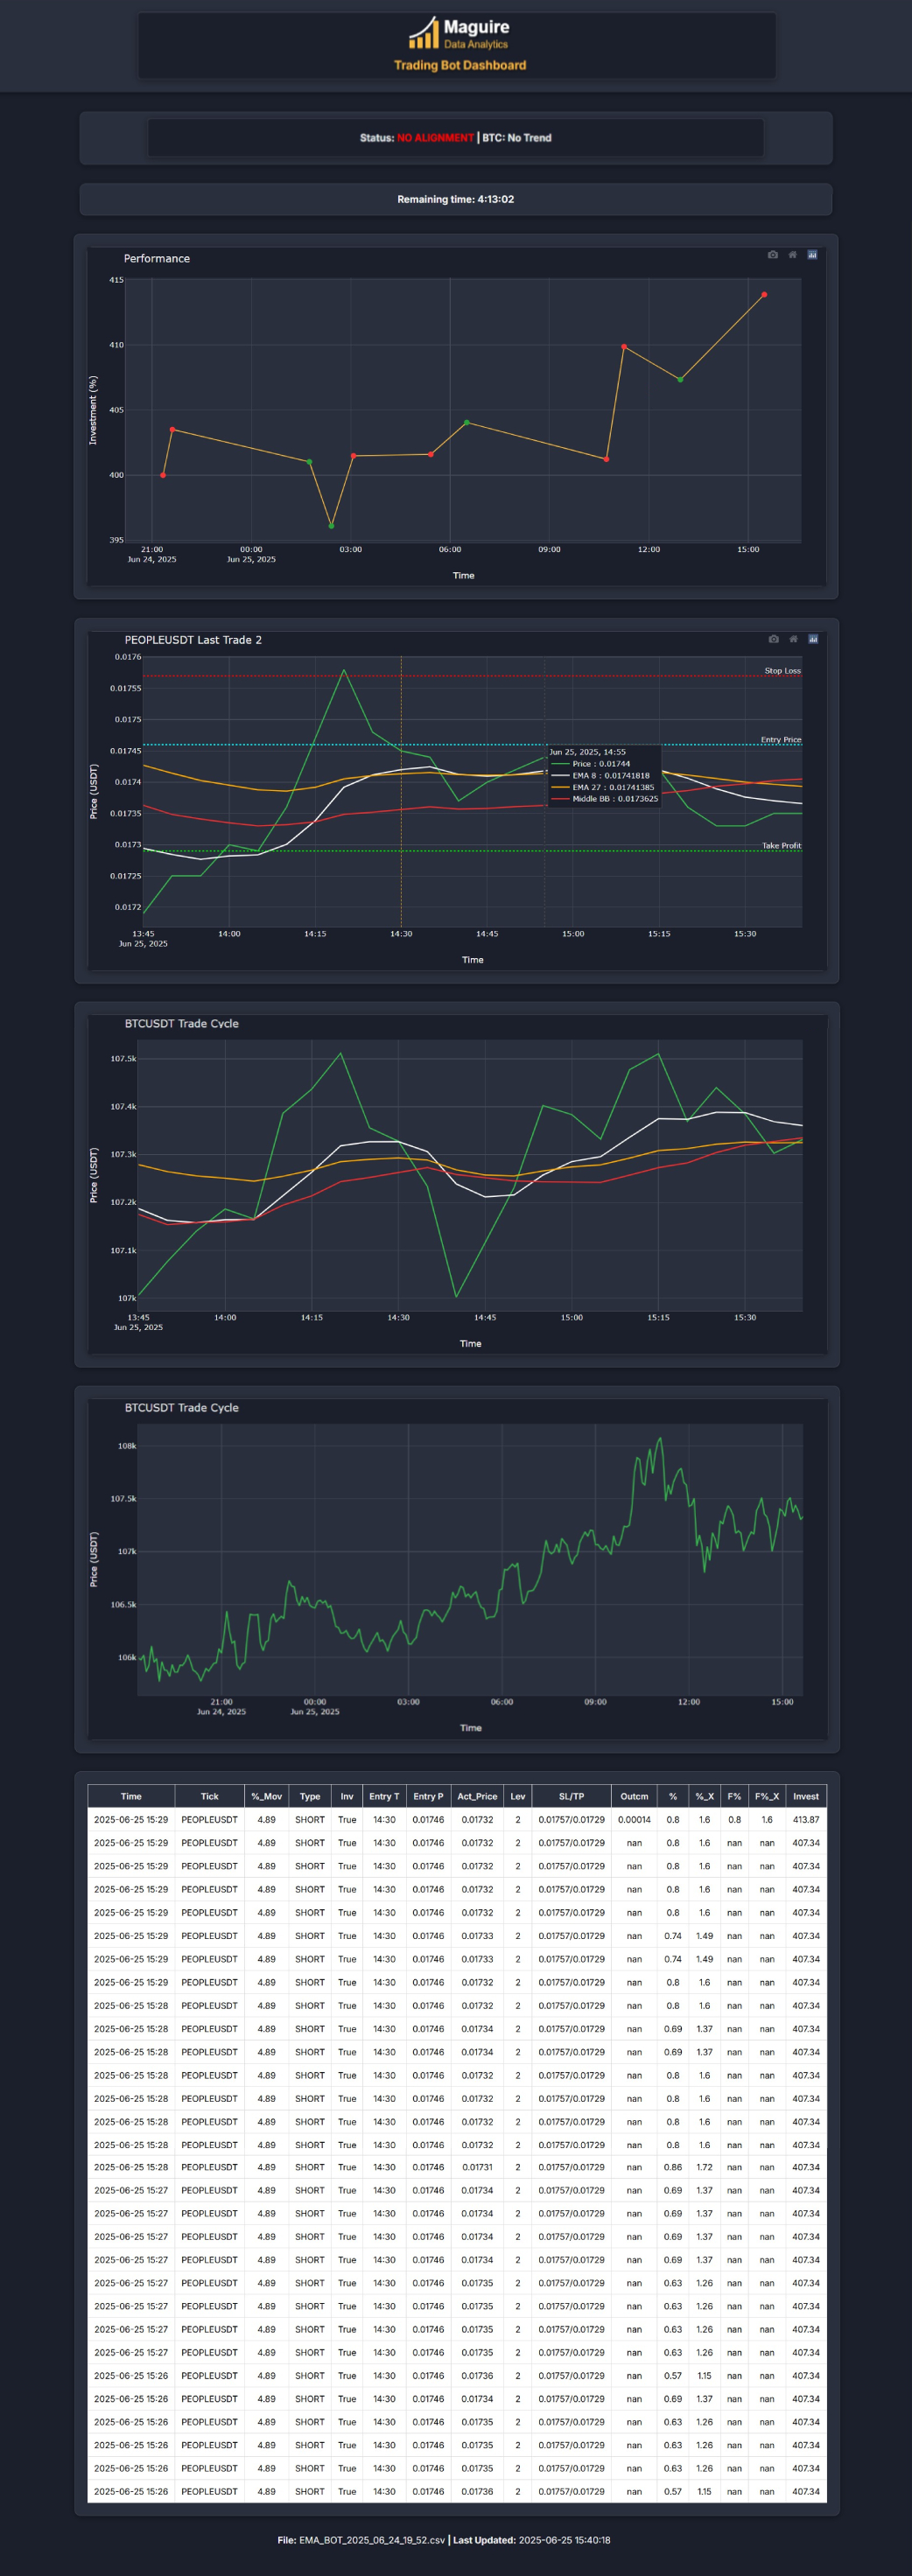 Maguire
Data Analytics
Trading Bot Dashboard
Status: NO ALIGNMENT | BTC: No Trend
Remaining time: 4:13:02
Performance
415
410
405
400
395
Investment (%)
21:00 00:00 03:00 06:00 09:00 12:00 15:00
Jun 24, 2025 Jun 25, 2025
Time
PEOPLEUSDT Last Trade 2
0.0176
0.01755
0.0175
0.01745
0.0174
0.01735
0.0173
0.01725
0.0172
Price (USDT)
Stop Loss
Entry Price
Jun 25, 2025, 14:55
Price : 0.01744
EMA 8 : 0.01741818
EMA 27 : 0.01741385
Middle BB : 0.0173625
Take Profit
13:45 14:00 14:15 14:30 14:45 15:00 15:15 15:30
Jun 25, 2025
Time
BTCUSDT Trade Cycle
107.5k
107.4k
107.3k
107.2k
107.1k
107k
Price (USDT)
13:45 14:00 14:15 14:30 14:45 15:00 15:15 15:30
Jun 25, 2025
Time
BTCUSDT Trade Cycle
108k
107.5k
107k
106.5k
106k
Price (USDT)
21:00 00:00 03:00 06:00 09:00 12:00 15:00
Jun 24, 2025 Jun 25, 2025
Time
Time Tick %_Mov Type Inv Entry T Entry P Act_Price Lev SL/TP Outcm % %_X F% F%_X Invest
2025-06-25 15:29 PEOPLEUSDT 4.89 SHORT True 14:30 0.01746 0.01732 2 0.01757/0.01729 0.00014 0.8 1.6 0.8 1.6 413.87
2025-06-25 15:29 PEOPLEUSDT 4.89 SHORT True 14:30 0.01746 0.01732 2 0.01757/0.01729 nan 0.8 1.6 nan nan 407.34
2025-06-25 15:29 PEOPLEUSDT 4.89 SHORT True 14:30 0.01746 0.01732 2 0.01757/0.01729 nan 0.8 1.6 nan nan 407.34
2025-06-25 15:29 PEOPLEUSDT 4.89 SHORT True 14:30 0.01746 0.01732 2 0.01757/0.01729 nan 0.8 1.6 nan nan 407.34
2025-06-25 15:29 PEOPLEUSDT 4.89 SHORT True 14:30 0.01746 0.01732 2 0.01757/0.01729 nan 0.8 1.6 nan nan 407.34
2025-06-25 15:29 PEOPLEUSDT 4.89 SHORT True 14:30 0.01746 0.01733 2 0.01757/0.01729 nan 0.74 1.49 nan nan 407.34
2025-06-25 15:29 PEOPLEUSDT 4.89 SHORT True 14:30 0.01746 0.01733 2 0.01757/0.01729 nan 0.74 1.49 nan nan 407.34
2025-06-25 15:29 PEOPLEUSDT 4.89 SHORT True 14:30 0.01746 0.01732 2 0.01757/0.01729 nan 0.8 1.6 nan nan 407.34
2025-06-25 15:28 PEOPLEUSDT 4.89 SHORT True 14:30 0.01746 0.01732 2 0.01757/0.01729 nan 0.8 1.6 nan nan 407.34
2025-06-25 15:28 PEOPLEUSDT 4.89 SHORT True 14:30 0.01746 0.01734 2 0.01757/0.01729 nan 0.69 1.37 nan nan 407.34
2025-06-25 15:28 PEOPLEUSDT 4.89 SHORT True 14:30 0.01746 0.01734 2 0.01757/0.01729 nan 0.69 1.37 nan nan 407.34
2025-06-25 15:28 PEOPLEUSDT 4.89 SHORT True 14:30 0.01746 0.01732 2 0.01757/0.01729 nan 0.8 1.6 nan nan 407.34
2025-06-25 15:28 PEOPLEUSDT 4.89 SHORT True 14:30 0.01746 0.01732 2 0.01757/0.01729 nan 0.8 1.6 nan nan 407.34
2025-06-25 15:28 PEOPLEUSDT 4.89 SHORT True 14:30 0.01746 0.01732 2 0.01757/0.01729 nan 0.8 1.6 nan nan 407.34
2025-06-25 15:28 PEOPLEUSDT 4.89 SHORT True 14:30 0.01746 0.01732 2 0.01757/0.01729 nan 0.8 1.6 nan nan 407.34
2025-06-25 15:28 PEOPLEUSDT 4.89 SHORT True 14:30 0.01746 0.01731 2 0.01757/0.01729 nan 0.86 1.72 nan nan 407.34
2025-06-25 15:27 PEOPLEUSDT 4.89 SHORT True 14:30 0.01746 0.01734 2 0.01757/0.01729 nan 0.69 1.37 nan nan 407.34
2025-06-25 15:27 PEOPLEUSDT 4.89 SHORT True 14:30 0.01746 0.01734 2 0.01757/0.01729 nan 0.69 1.37 nan nan 407.34
2025-06-25 15:27 PEOPLEUSDT 4.89 SHORT True 14:30 0.01746 0.01734 2 0.01757/0.01729 nan 0.69 1.37 nan nan 407.34
2025-06-25 15:27 PEOPLEUSDT 4.89 SHORT True 14:30 0.01746 0.01734 2 0.01757/0.01729 nan 0.69 1.37 nan nan 407.34
2025-06-25 15:27 PEOPLEUSDT 4.89 SHORT True 14:30 0.01746 0.01735 2 0.01757/0.01729 nan 0.63 1.26 nan nan 407.34
2025-06-25 15:27 PEOPLEUSDT 4.89 SHORT True 14:30 0.01746 0.01735 2 0.01757/0.01729 nan 0.63 1.26 nan nan 407.34
2025-06-25 15:27 PEOPLEUSDT 4.89 SHORT True 14:30 0.01746 0.01735 2 0.01757/0.01729 nan 0.63 1.26 nan nan 407.34
2025-06-25 15:27 PEOPLEUSDT 4.89 SHORT True 14:30 0.01746 0.01735 2 0.01757/0.01729 nan 0.63 1.26 nan nan 407.34
2025-06-25 15:26 PEOPLEUSDT 4.89 SHORT True 14:30 0.01746 0.01736 2 0.01757/0.01729 nan 0.57 1.15 nan nan 407.34
2025-06-25 15:26 PEOPLEUSDT 4.89 SHORT True 14:30 0.01746 0.01734 2 0.01757/0.01729 nan 0.69 1.37 nan nan 407.34
2025-06-25 15:26 PEOPLEUSDT 4.89 SHORT True 14:30 0.01746 0.01735 2 0.01757/0.01729 nan 0.63 1.26 nan nan 407.34
2025-06-25 15:26 PEOPLEUSDT 4.89 SHORT True 14:30 0.01746 0.01735 2 0.01757/0.01729 nan 0.63 1.26 nan nan 407.34
2025-06-25 15:26 PEOPLEUSDT 4.89 SHORT True 14:30 0.01746 0.01735 2 0.01757/0.01729 nan 0.63 1.26 nan nan 407.34
2025-06-25 15:26 PEOPLEUSDT 4.89 SHORT True 14:30 0.01746 0.01736 2 0.01757/0.01729 nan 0.57 1.15 nan nan 407.34
File: EMA_BOT_2025_06_24_19_52.csv | Last Updated: 2025-06-25 15:40:18